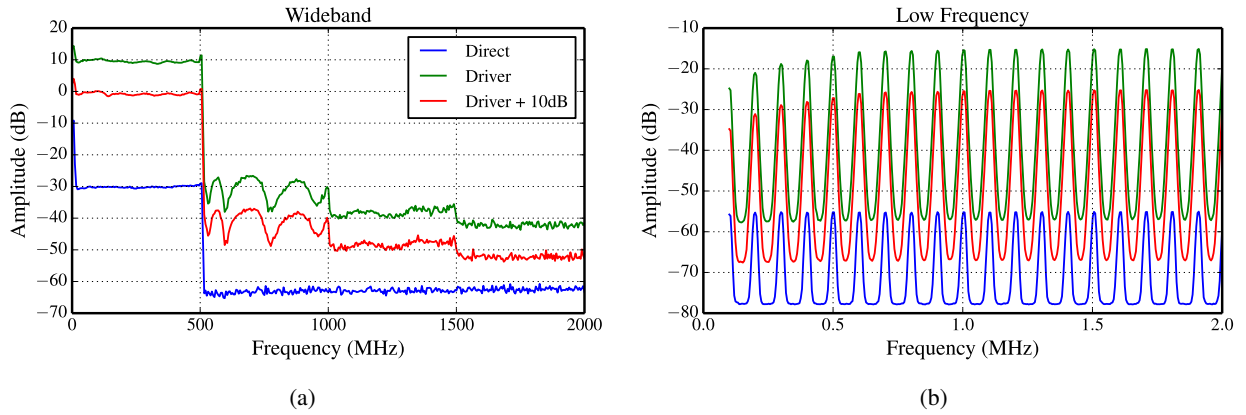 Wideband
20
10
0
−10
−20
−30
−40
−50
−60
−70
Amplitude (dB)
Direct
Driver
Driver + 10dB
0
500
1000
1500
2000
Frequency (MHz)
(a)
Low Frequency
−10
−20
−30
−40
−50
−60
−70
−80
Amplitude (dB)
0.0
0.5
1.0
1.5
2.0
Frequency (MHz)
(b)